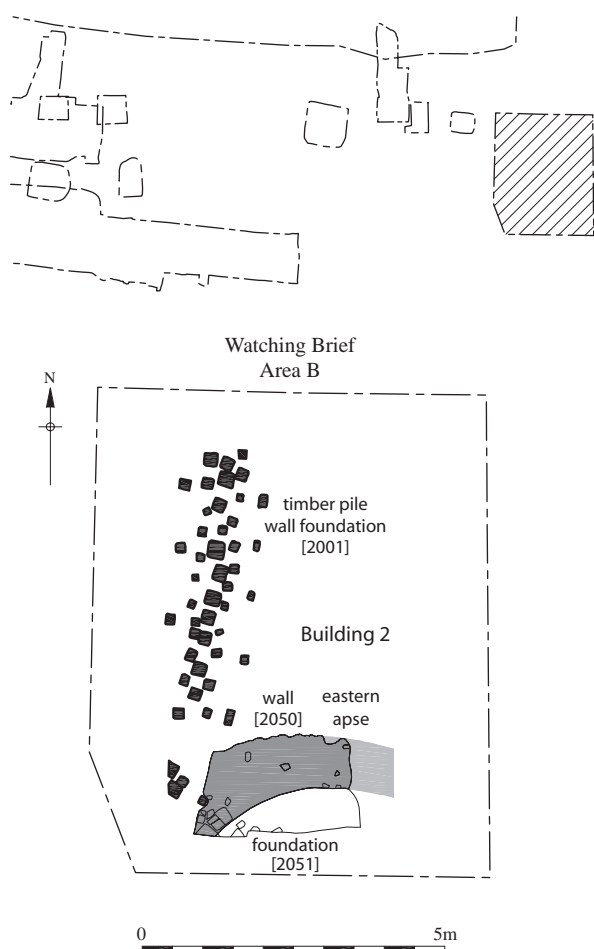 Watching Brief
Area B
N
timber pile
wall foundation
[2001]
Building 2
wall
[2050]
eastern
apse
foundation
[2051]
0 5m